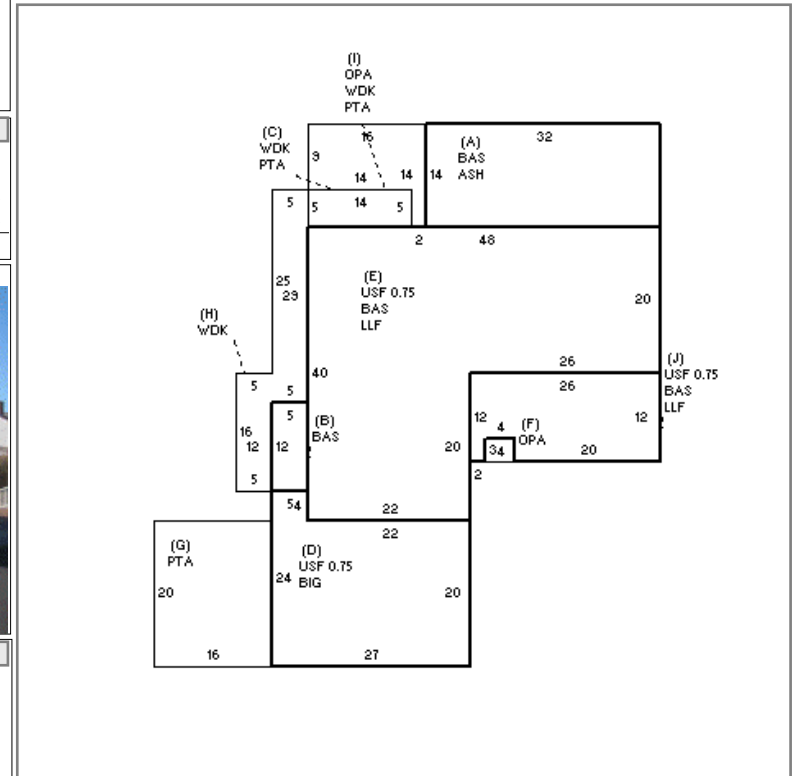 (I)
OPA
WDK
PTA
(C)
WDK
PTA
16
9
14
14
14
(A)
BAS
ASH
32
5
5
14
5
2
48
(E)
USF 0.75
BAS
LLF
25
29
20
(H)
WDK
40
26
26
(J)
USF 0.75
BAS
LLF
5
5
5
16
12
12
(B)
BAS
12
4
(F)
OPA
12
20
34
20
5
2
54
22
22
(G)
PTA
(D)
USF 0.75
BIG
24
20
20
16
27